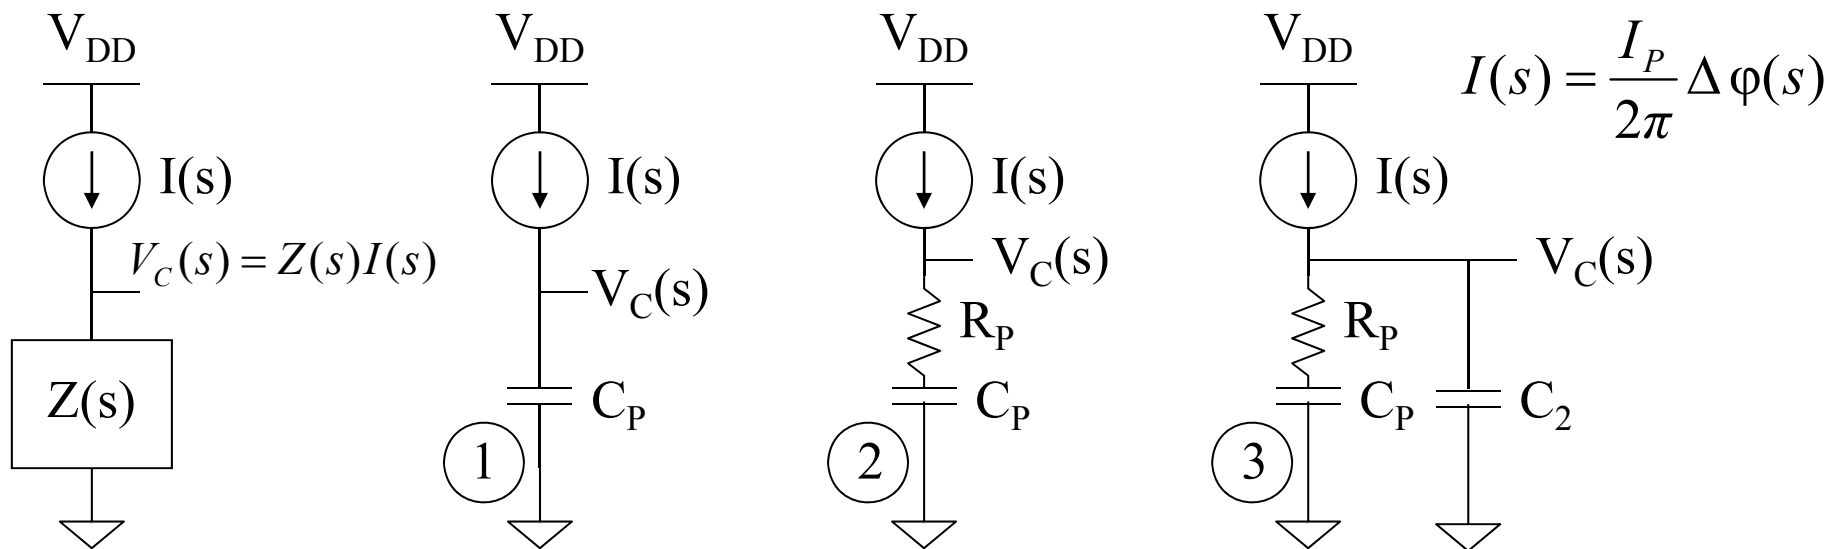 V_DD
I(s)
V_C(s) = Z(s)I(s)
Z(s)
V_DD
I(s)
V_C(s)
C_P
1
V_DD
I(s)
V_C(s)
R_P
C_P
2
V_DD
I(s)
V_C(s)
R_P
C_P
C_2
3
I(s) = I_P / 2π Δφ(s)